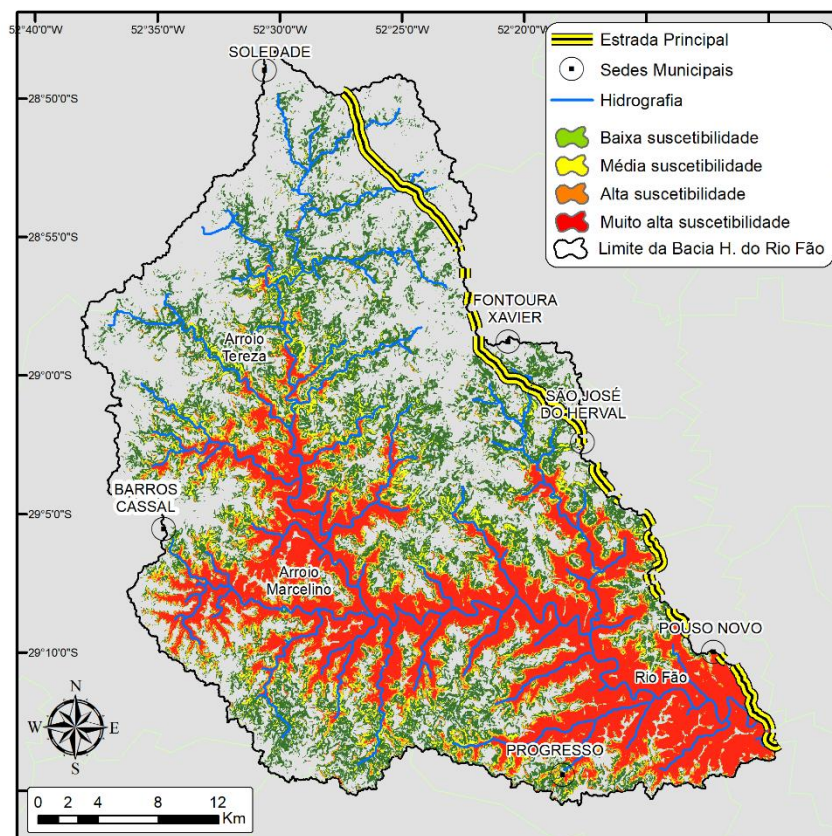 52°40'0"W 52°35'0"W 52°30'0"W 52°25'0"W 52°20'0"W
SOLEDADE
28°50'0"S
28°55'0"S
29°0'0"S
29°5'0"S
29°10'0"S
Estrada Principal
Sedes Municipais
Hidrografia
Baixa suscetibilidade
Média suscetibilidade
Alta suscetibilidade
Muito alta suscetibilidade
Limite da Bacia H. do Rio Fão
FONTOURA
XAVIER
Arroio
Tereza
SÃO JOSÉ
DO HERVAL
BARROS
CASSAL
Arroio
Marcelino
POUSO NOVO
Rio Fão
PROGRESSO
N
W E
S
0 2 4 8 12
Km